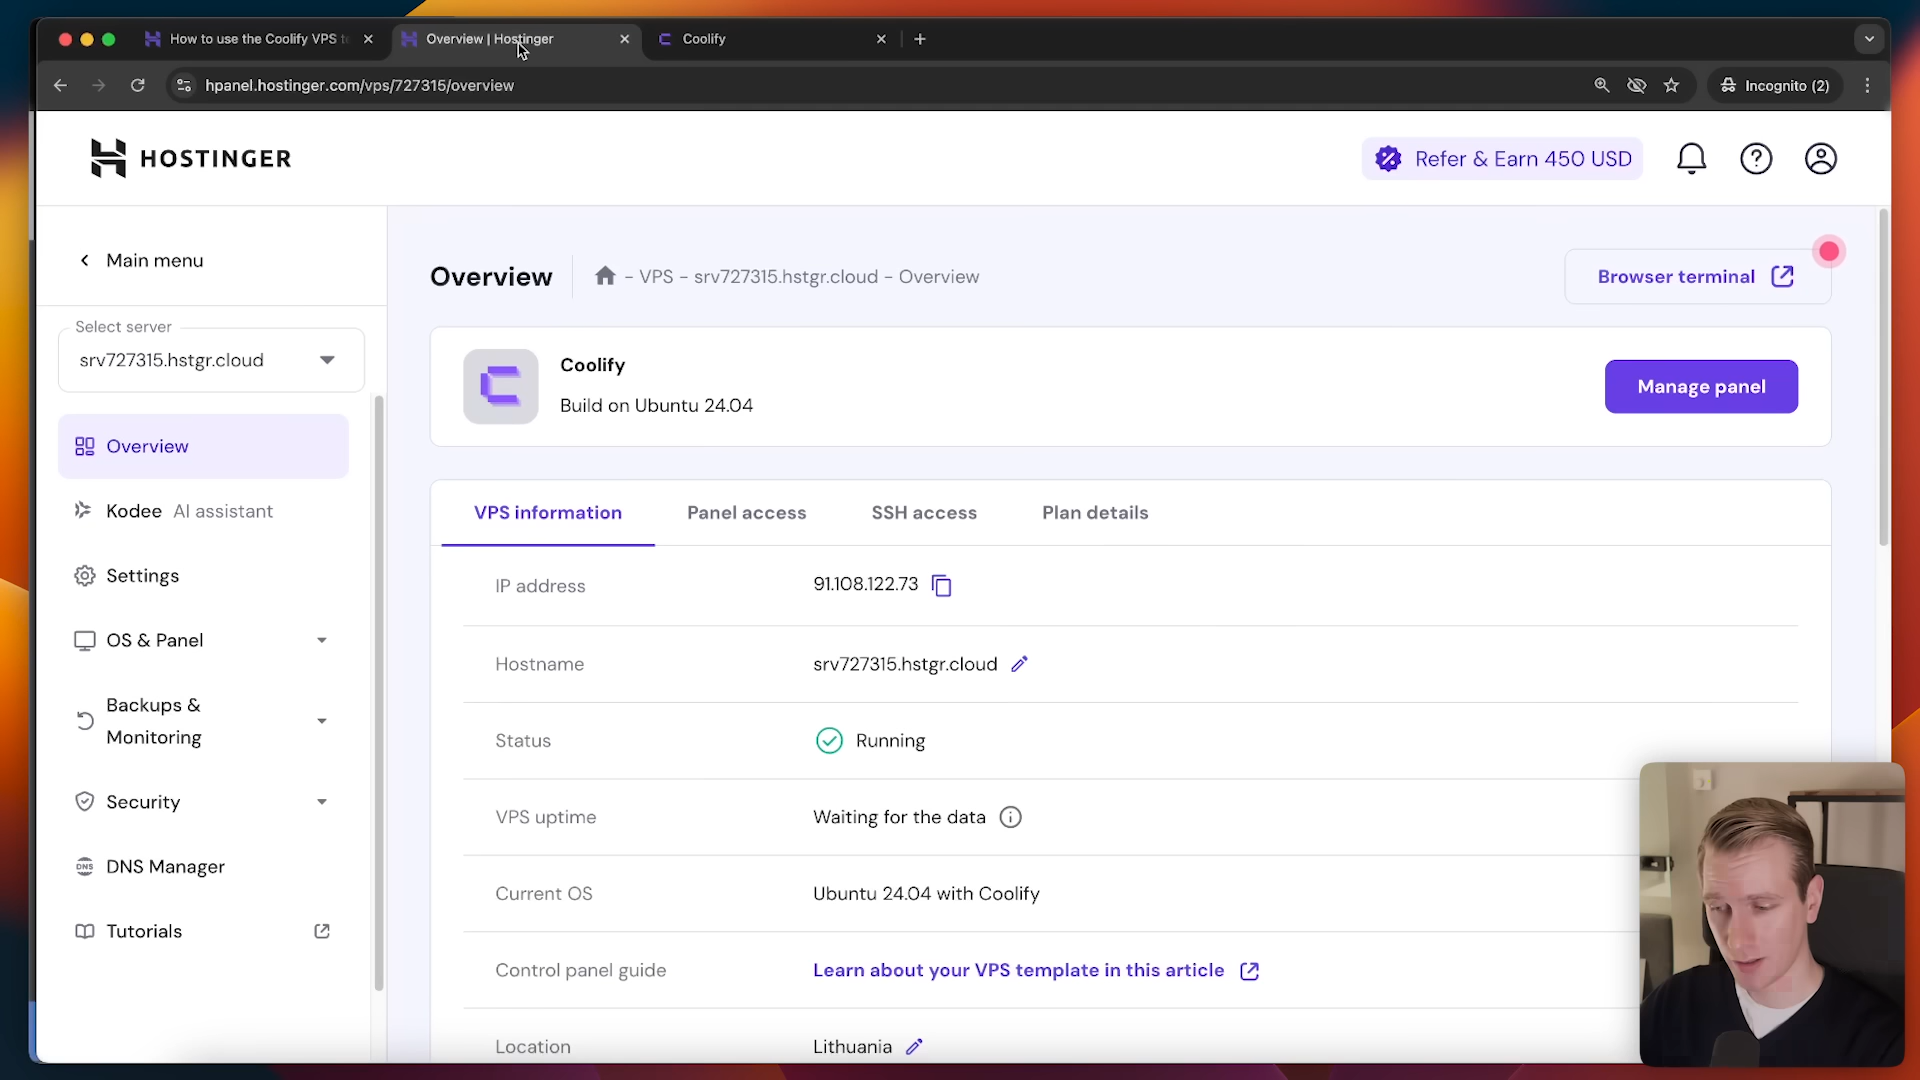 How to use the Coolify VPS te
Overview | Hostinger
Coolify
hpanel.hostinger.com/vps/727315/overview
Incognito (2)
HOSTINGER
Refer & Earn 450 USD
Main menu
Select server
srv727315.hstgr.cloud
Overview
Kodee AI assistant
Settings
OS & Panel
Backups &
Monitoring
Security
DNS
DNS Manager
Tutorials
Overview
- VPS - srv727315.hstgr.cloud - Overview
Browser terminal
Coolify
Build on Ubuntu 24.04
Manage panel
VPS information
Panel access
SSH access
Plan details
IP address
91.108.122.73
Hostname
srv727315.hstgr.cloud
Status
Running
VPS uptime
Waiting for the data
Current OS
Ubuntu 24.04 with Coolify
Control panel guide
Learn about your VPS template in this article
Location
Lithuania